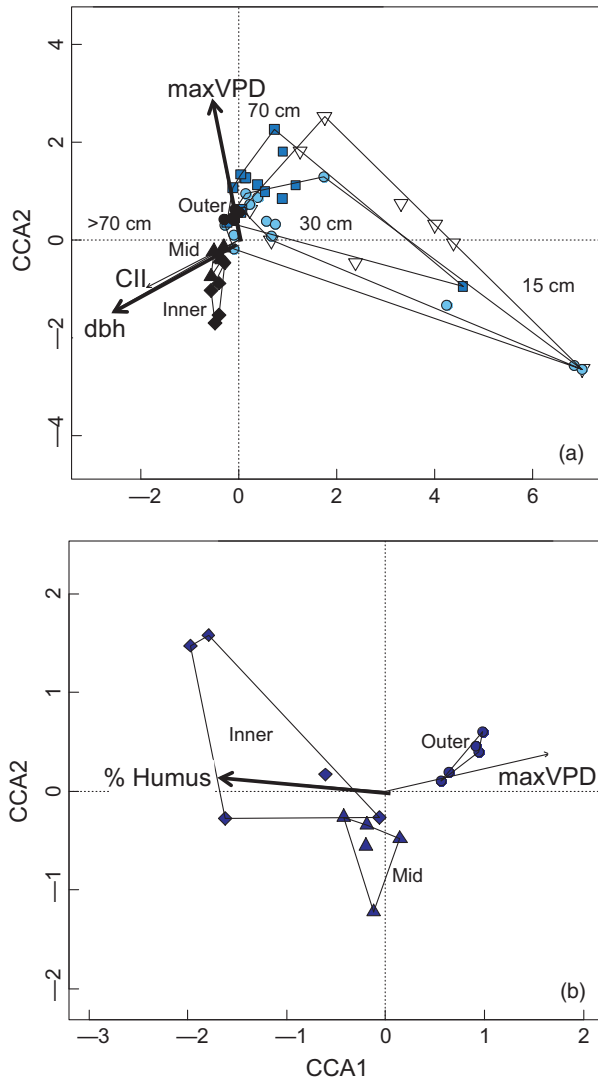 4
maxVPD
70 cm
2
Outer
>70 cm
30 cm
0
Mid
CII
15 cm
Inner
dbh
—2
—4
CCA2
(a)
—2 0 2 4 6
2
1
Inner
Outer
% Humus
maxVPD
0
Mid
—1
—2
CCA2
(b)
—3 —2 —1 0 1 2
CCA1